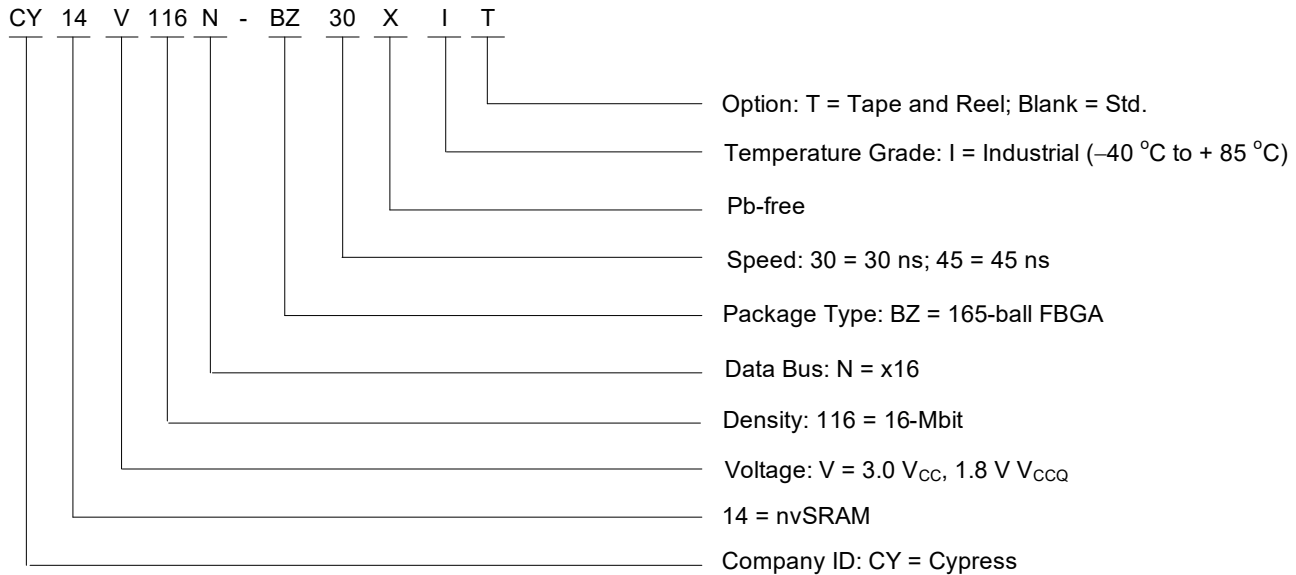 CY 14 V 116 N - BZ 30 X I T
Option: T = Tape and Reel; Blank = Std.
Temperature Grade: I = Industrial (–40 °C to + 85 °C)
Pb-free
Speed: 30 = 30 ns; 45 = 45 ns
Package Type: BZ = 165-ball FBGA
Data Bus: N = x16
Density: 116 = 16-Mbit
Voltage: V = 3.0 VCC, 1.8 V VCCQ
14 = nvSRAM
Company ID: CY = Cypress